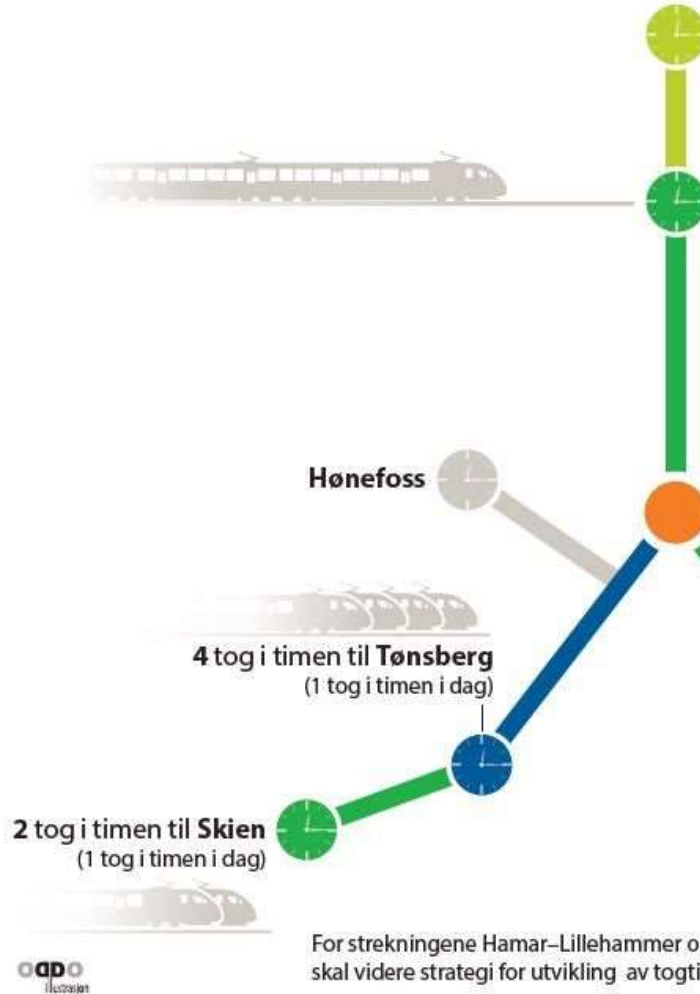 Hønefoss
4 tog i timen til Tønsberg
(1 tog i timen i dag)
2 tog i timen til Skien
(1 tog i timen i dag)
For strekningene Hamar–Lillehammer o
skal videre strategi for utvikling av togti
illustrasjon